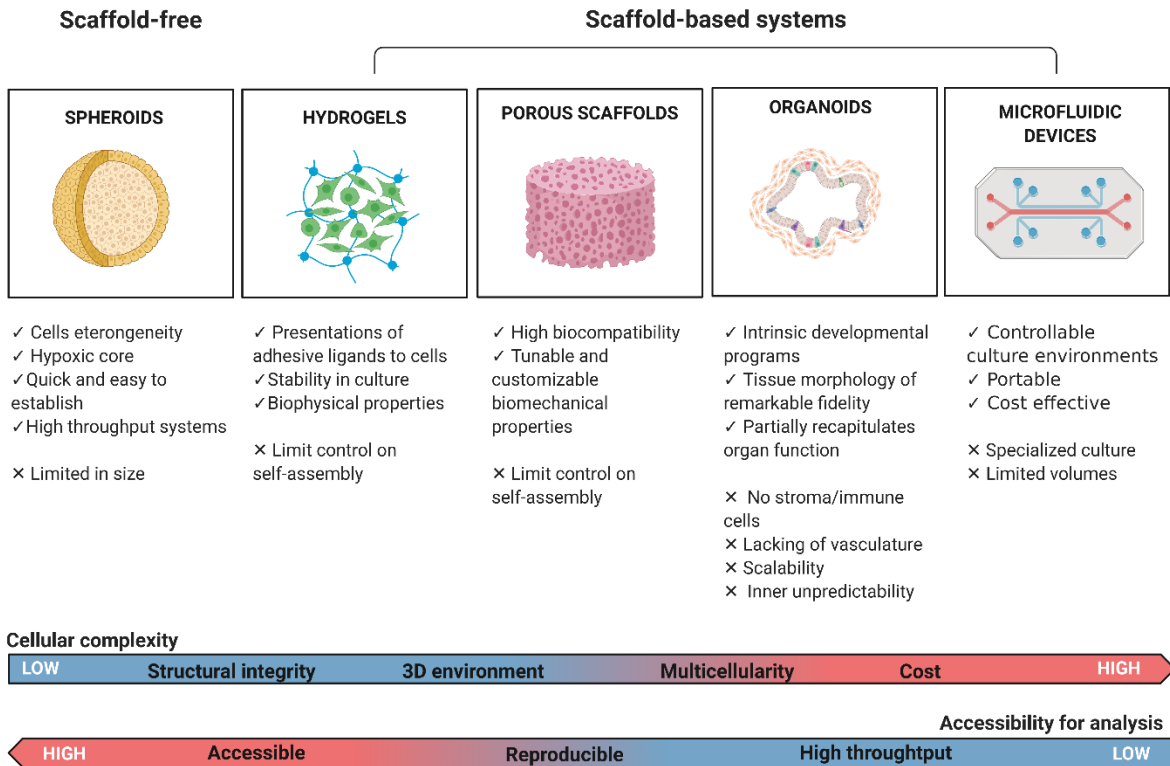 Scaffold-free
Scaffold-based systems
SPHEROIDS
✓ Cells eterongeneity
✓ Hypoxic core
✓Quick and easy to
establish
✓High throughput systems
✕ Limited in size
HYDROGELS
✓ Presentations of
adhesive ligands to cells
✓Stability in culture
✓Biophysical properties
✕ Limit control on
self-assembly
POROUS SCAFFOLDS
✓ High biocompatibility
✓ Tunable and
customizable
biomechanical
properties
✕ Limit control on
self-assembly
ORGANOIDS
✓ Intrinsic developmental
programs
✓ Tissue morphology of
remarkable fidelity
✓ Partially recapitulates
organ function
✕ No stroma/immune
cells
✕ Lacking of vasculature
✕ Scalability
✕ Inner unpredictability
MICROFLUIDIC
DEVICES
✓ Controllable
culture environments
✓ Portable
✓ Cost effective
✕ Specialized culture
✕ Limited volumes
Cellular complexity
LOW Structural integrity 3D environment Multicellularity Cost HIGH
Accessibility for analysis
HIGH Accessible Reproducible High throughtput LOW